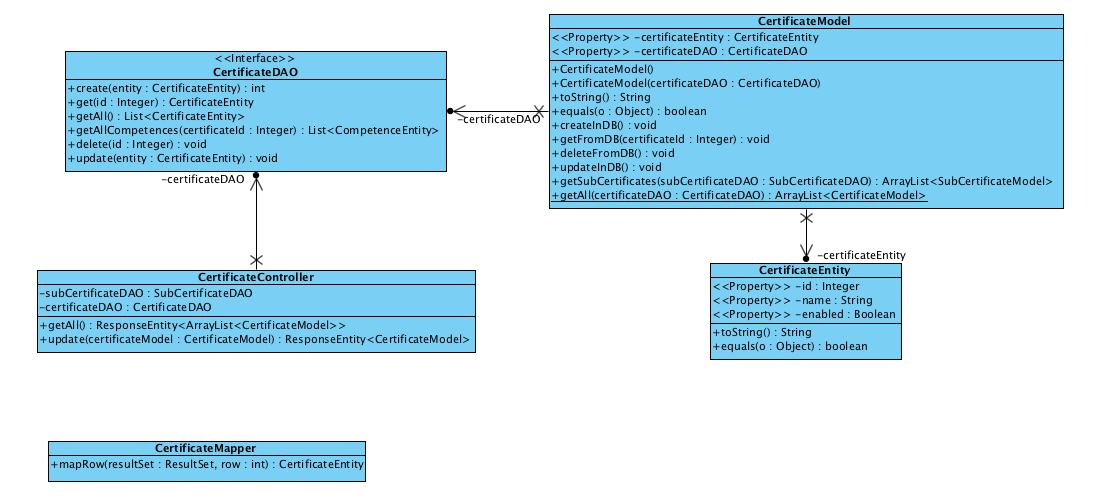 <<Interface>>
CertificateDAO
+create(entity : CertificateEntity) : int
+get(id : Integer) : CertificateEntity
+getAll() : List<CertificateEntity>
+getAllCompetences(certificateId : Integer) : List<CompetenceEntity>
+delete(id : Integer) : void
+update(entity : CertificateEntity) : void
-certificateDAO
-certificateDAO
CertificateModel
<<Property>> -certificateEntity : CertificateEntity
<<Property>> -certificateDAO : CertificateDAO
+CertificateModel()
+CertificateModel(certificateDAO : CertificateDAO)
+toString() : String
+equals(o : Object) : boolean
+createInDB() : void
+getFromDB(certificateId : Integer) : void
+deleteFromDB() : void
+updateInDB() : void
+getSubCertificates(subCertificateDAO : SubCertificateDAO) : ArrayList<SubCertificateModel>
+getAll(certificateDAO : CertificateDAO) : ArrayList<CertificateModel>
-certificateEntity
CertificateController
-subCertificateDAO : SubCertificateDAO
-certificateDAO : CertificateDAO
+getAll() : ResponseEntity<ArrayList<CertificateModel>>
+update(certificateModel : CertificateModel) : ResponseEntity<CertificateModel>
CertificateEntity
<<Property>> -id : Integer
<<Property>> -name : String
<<Property>> -enabled : Boolean
+toString() : String
+equals(o : Object) : boolean
CertificateMapper
+mapRow(resultSet : ResultSet, row : int) : CertificateEntity